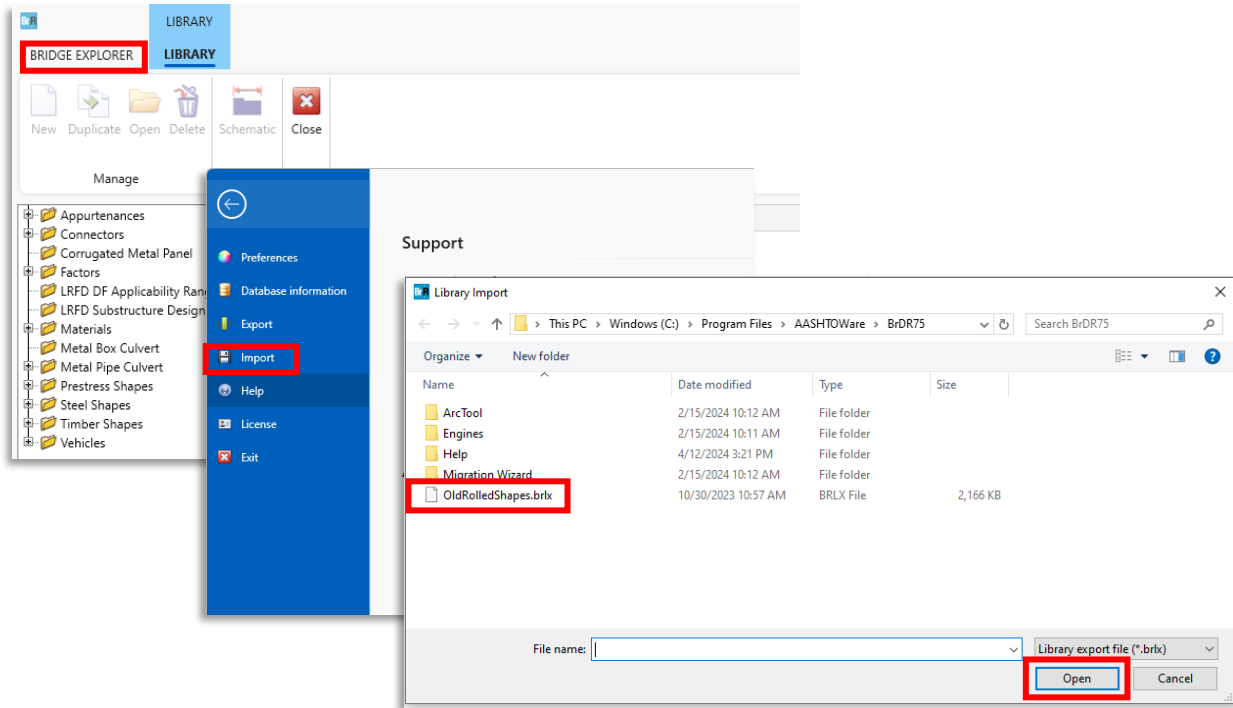 BrR
LIBRARY
BRIDGE EXPLORER LIBRARY
New Duplicate Open Delete Schematic Close
Manage
Appurtenances
Connectors
Corrugated Metal Panel
Factors
LRFD DF Applicability
LRFD Substructure Design
Materials
Metal Box Culvert
Metal Pipe Culvert
Prestress Shapes
Steel Shapes
Timber Shapes
Vehicles
Preferences
Database information
Export
Import
Help
License
Exit
Support
BrR Library Import
This PC > Windows (C:) > Program Files > AASHTOWare > BrDR75
Search BrDR75
Organize New folder
Name Date modified Type Size
ArcTool 2/15/2024 10:12 AM File folder
Engines 2/15/2024 10:11 AM File folder
Help 4/12/2024 3:21 PM File folder
Migration Wizard 2/15/2024 10:12 AM File folder
OldRolledShapes.brlx 10/30/2023 10:57 AM BRLX File 2,166 KB
File name: Library export file (*.brlx)
Open Cancel